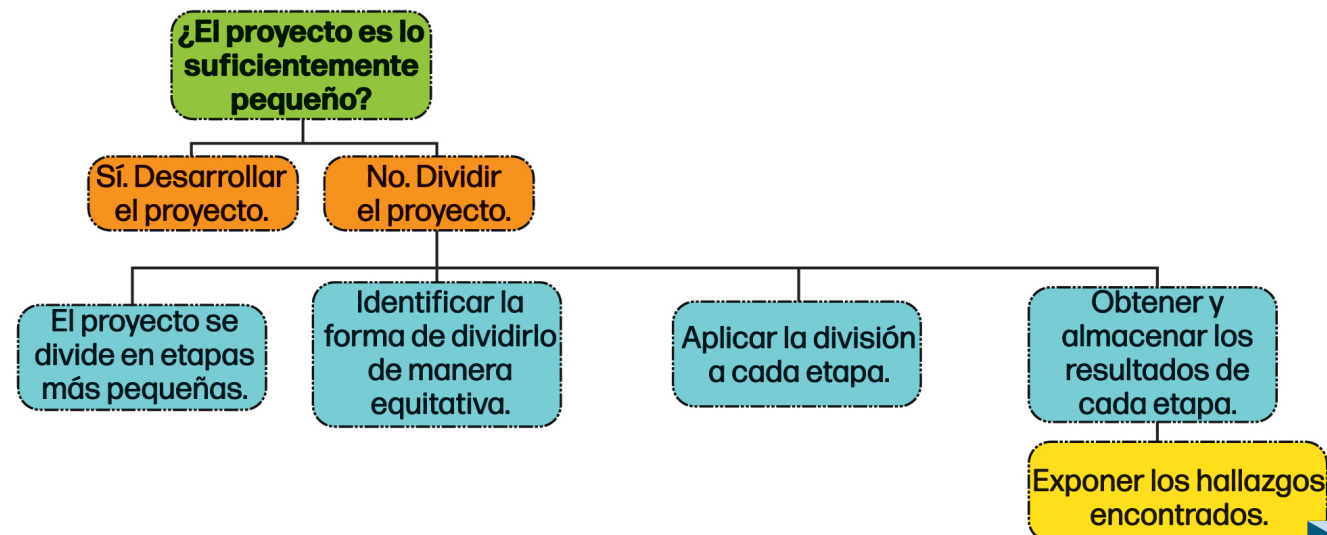 ¿El proyecto es lo
suficientemente
pequeño?
Sí. Desarrollar
el proyecto.
No. Dividir
el proyecto.
El proyecto se
divide en etapas
más pequeñas.
Identificar la
forma de dividirlo
de manera
equitativa.
Aplicar la división
a cada etapa.
Obtener y
almacenar los
resultados de
cada etapa.
Exponer los hallazgos
encontrados.